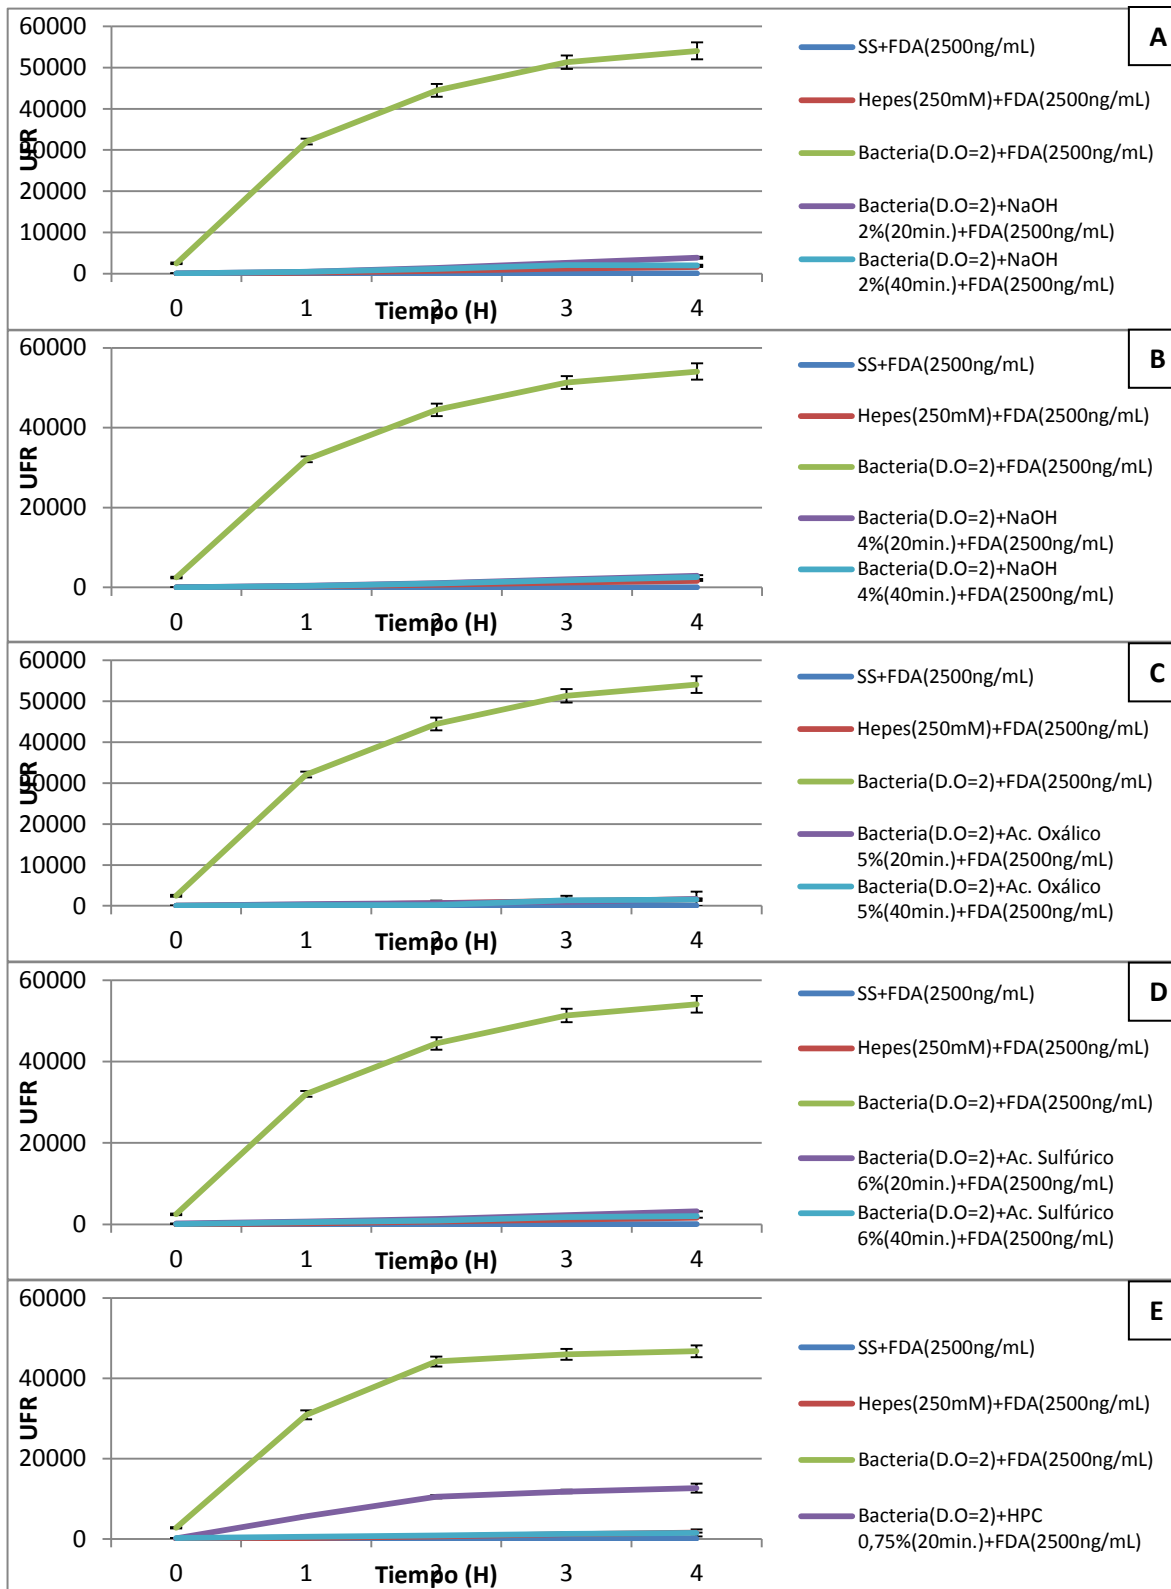 A
60000
50000
40000
30000
20000
10000
0
UFR
0 1 2 3 4
Tiempo (H)
SS+FDA(2500ng/mL)
Hepes(250mM)+FDA(2500ng/mL)
Bacteria(D.O=2)+FDA(2500ng/mL)
Bacteria(D.O=2)+NaOH
2%(20min.)+FDA(2500ng/mL)
Bacteria(D.O=2)+NaOH
2%(40min.)+FDA(2500ng/mL)
B
60000
40000
20000
0
UFR
0 1 2 3 4
Tiempo (H)
SS+FDA(2500ng/mL)
Hepes(250mM)+FDA(2500ng/mL)
Bacteria(D.O=2)+FDA(2500ng/mL)
Bacteria(D.O=2)+NaOH
4%(20min.)+FDA(2500ng/mL)
Bacteria(D.O=2)+NaOH
4%(40min.)+FDA(2500ng/mL)
C
60000
50000
40000
30000
20000
10000
0
UFR
0 1 2 3 4
Tiempo (H)
SS+FDA(2500ng/mL)
Hepes(250mM)+FDA(2500ng/mL)
Bacteria(D.O=2)+FDA(2500ng/mL)
Bacteria(D.O=2)+Ac. Oxálico
5%(20min.)+FDA(2500ng/mL)
Bacteria(D.O=2)+Ac. Oxálico
5%(40min.)+FDA(2500ng/mL)
D
60000
40000
20000
0
UFR
0 1 2 3 4
Tiempo (H)
SS+FDA(2500ng/mL)
Hepes(250mM)+FDA(2500ng/mL)
Bacteria(D.O=2)+FDA(2500ng/mL)
Bacteria(D.O=2)+Ac. Sulfúrico
6%(20min.)+FDA(2500ng/mL)
Bacteria(D.O=2)+Ac. Sulfúrico
6%(40min.)+FDA(2500ng/mL)
E
60000
40000
20000
0
UFR
0 1 2 3 4
Tiempo (H)
SS+FDA(2500ng/mL)
Hepes(250mM)+FDA(2500ng/mL)
Bacteria(D.O=2)+FDA(2500ng/mL)
Bacteria(D.O=2)+HPC
0,75%(20min.)+FDA(2500ng/mL)